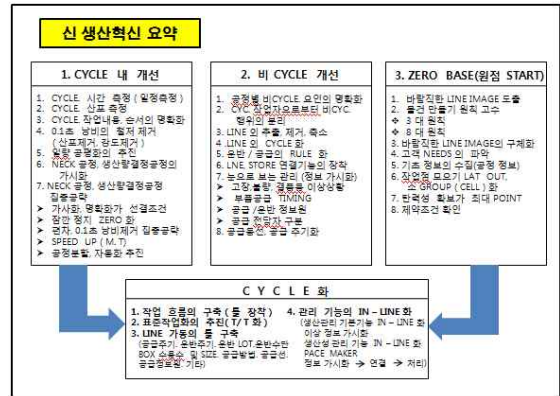 신 생산혁신 요약
1. CYCLE 내 개선
1. CYCLE. 시간 측정 ( 일정측정 )
2. CYCLE. 산포 측정
3. CYCLE. 작업내용, 순서의 명확화
4. 0.1초 낭비의 철저 제거
( 산포제거, 강도제거 )
5. 일량 평편화의 추진
6. NECK 공정, 생산량결정공정의
가시화
7. NECK 공정, 생산량결정공정
집중공략
➢ 가시화, 명확화가 선결조건
➢ 잠깐 정지 ZERO 화
➢ 편차, 0.1초 낭비제거 집중공략
➢ SPEED UP ( M. T)
➢ 공정분할, 자동화 추진
2. 비 CYCLE 개선
1. 공정별 비CYCLE. 요인의 명확화
2. CYC. 작업자으로부터 비CYC.
행위의 분리
3. LINE 외 추출, 제거, 축소
4. LINE 외 CYCLE 화
5. 운반 / 공급의 RULE 화
6. LNE. STORE 연결기능의 장착
7. 눈으로 보는 관리 (정보 가시화)
➢ 고장,불량, 결품등 이상상황
➢ 부품공급 TIMING
➢ 공급 /운반 정보원
➢ 공급 전담자 구분
8. 공급동선, 공급 주기화
3. ZERO BASE(원점 START)
1. 바람직한 LINE IMAGE 도출
2. 물건 만들기 원칙 고수
❖ 3 대 원칙
❖ 8 대 원칙
3. 바람직한 LINE IMAGE의 구체화
4. 고객 NEEDS 의 파악
5. 기초 정보의 수집(공정 정보)
6. 작업점 모으기 LAT OUT,
소 GROUP ( CELL ) 화
7. 탄력성 확보가 최대 POINT
8. 제약조건 확인
C Y C L E 화
1. 작업 흐름의 구축 ( 툴 장착 )
2. 표준작업화의 추진( T/ T 화 )
3. LINE 가동의 툴 구축
(공급주기. 운반주기. 운반 LOT.운반수단
BOX 수용수 및 SIZE. 공급방법. 공급선.
공급정보원. 기타)
4. 관리 기능의 IN – LINE 화
(생산관리 기본기능 IN – LINE 화
이상 정보 가시화
생산성 관리 기능 IN – LINE 화
PACE MAKER
정보 가시화 → 연결 → 처리)